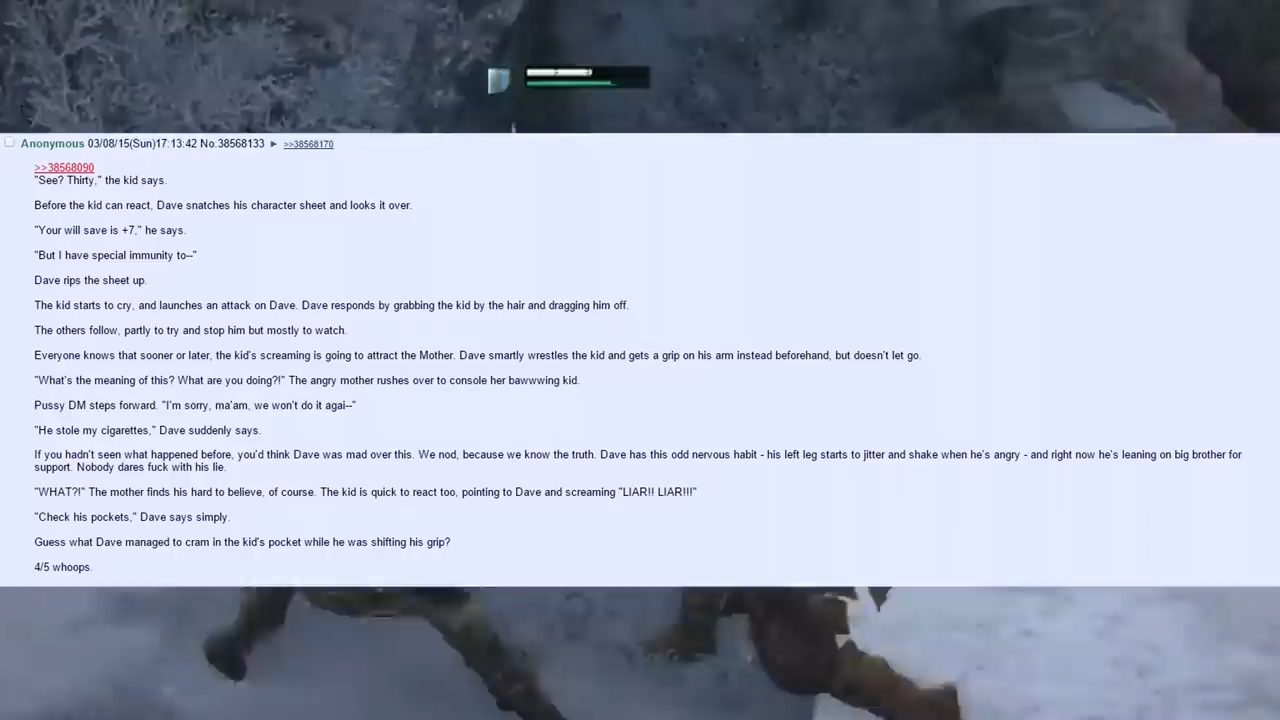 Anonymous 03/08/15(Sun)17:13:42 No.38568133 ► >>38568170
>>38568090
"See? Thirty," the kid says.
Before the kid can react, Dave snatches his character sheet and looks it over.
"Your will save is +7," he says.
"But I have special immunity to--"
Dave rips the sheet up.
The kid starts to cry, and launches an attack on Dave. Dave responds by grabbing the kid by the hair and dragging him off.
The others follow, partly to try and stop him but mostly to watch.
Everyone knows that sooner or later, the kid's screaming is going to attract the Mother. Dave smartly wrestles the kid and gets a grip on his arm instead beforehand, but doesn't let go.
"What's the meaning of this? What are you doing?!" The angry mother rushes over to console her bawwwing kid.
Pussy DM steps forward. "I'm sorry, ma'am, we won't do it agai--"
"He stole my cigarettes," Dave suddenly says.
If you hadn't seen what happened before, you'd think Dave was mad over this. We nod, because we know the truth. Dave has this odd nervous habit - his left leg starts to jitter and shake when he's angry - and right now he's leaning on big brother for
support. Nobody dares fuck with his lie.
"WHAT?!" The mother finds his hard to believe, of course. The kid is quick to react too, pointing to Dave and screaming "LIAR!! LIAR!!!"
"Check his pockets," Dave says simply.
Guess what Dave managed to cram in the kid's pocket while he was shifting his grip?
4/5 whoops.